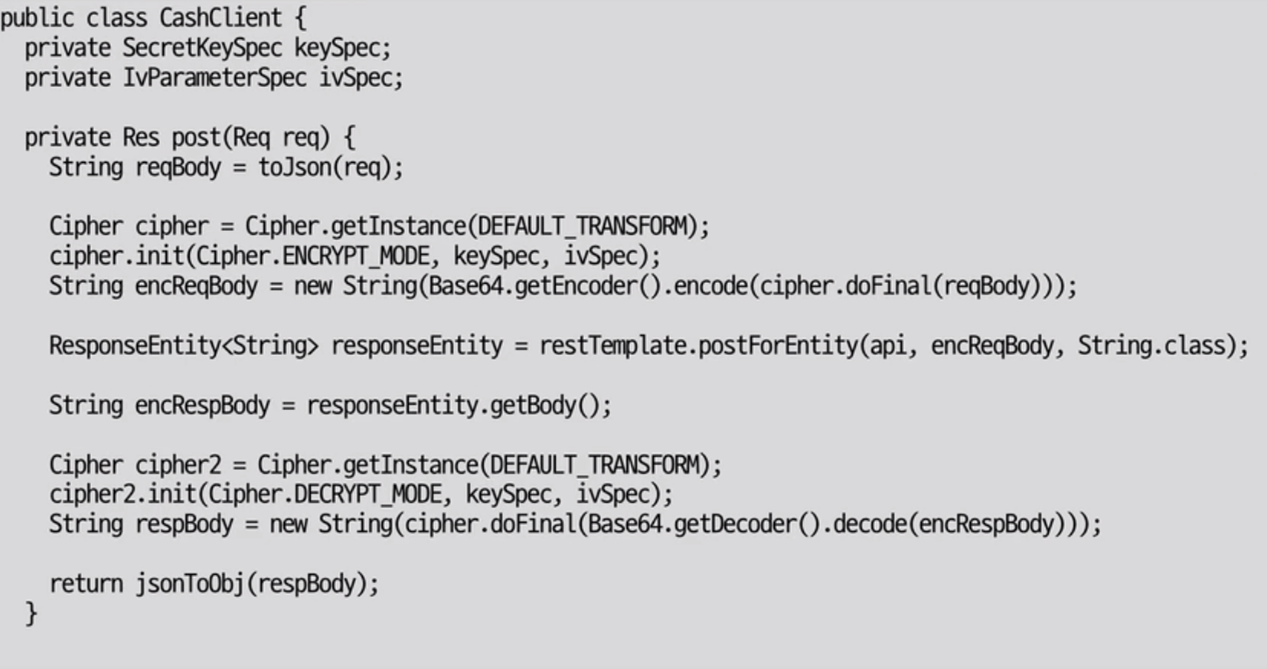 public class CashClient {
  private SecretKeySpec keySpec;
  private IvParameterSpec ivSpec;

  private Res post(Req req) {
    String reqBody = toJson(req);

    Cipher cipher = Cipher.getInstance(DEFAULT_TRANSFORM);
    cipher.init(Cipher.ENCRYPT_MODE, keySpec, ivSpec);
    String encReqBody = new String(Base64.getEncoder().encode(cipher.doFinal(reqBody)));

    ResponseEntity<String> responseEntity = restTemplate.postForEntity(api, encReqBody, String.class);

    String encRespBody = responseEntity.getBody();

    Cipher cipher2 = Cipher.getInstance(DEFAULT_TRANSFORM);
    cipher2.init(Cipher.DECRYPT_MODE, keySpec, ivSpec);
    String respBody = new String(cipher.doFinal(Base64.getDecoder().decode(encRespBody)));

    return jsonToObj(respBody);
  }